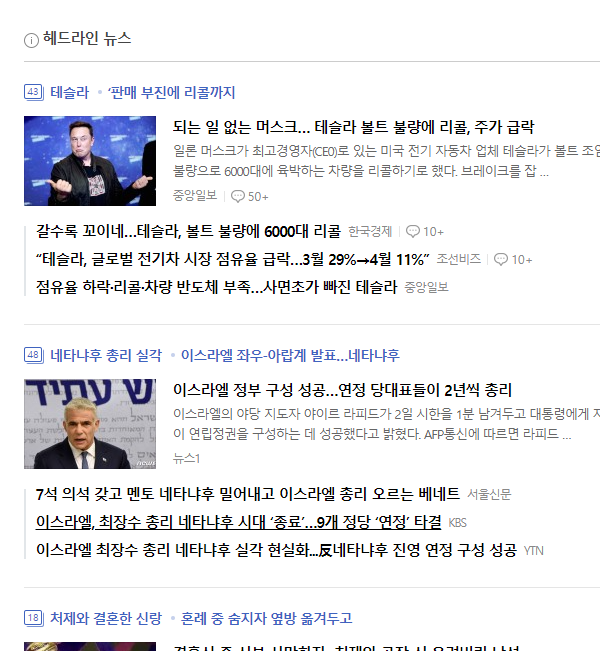 헤드라인 뉴스
43 테슬라 • ‘판매 부진에 리콜까지
되는 일 없는 머스크… 테슬라 볼트 불량에 리콜, 주가 급락
일론 머스크가 최고경영자(CEO)로 있는 미국 전기 자동차 업체 테슬라가 볼트 조임
불량으로 6000대에 육박하는 차량을 리콜하기로 했다. 브레이크를 잡 ...
중앙일보 50+
갈수록 꼬이네…테슬라, 볼트 불량에 6000대 리콜 한국경제 10+
“테슬라, 글로벌 전기차 시장 점유율 급락…3월 29%→4월 11%” 조선비즈 10+
점유율 하락·리콜·차량 반도체 부족…사면초가 빠진 테슬라 중앙일보
48 네타냐후 총리 실각 • 이스라엘 좌우-아랍계 발표…네타냐후
이스라엘 정부 구성 성공…연정 당대표들이 2년씩 총리
이스라엘의 야당 지도자 야이르 라피드가 2일 시한을 1분 남겨두고 대통령에게
이 연립정권을 구성하는 데 성공했다고 밝혔다. AFP통신에 따르면 라피드 ...
뉴스1
ש עתיד
7석 의석 갖고 멘토 네타냐후 밀어내고 이스라엘 총리 오르는 베네트 서울신문
이스라엘, 최장수 총리 네타냐후 시대 ‘종료’…9개 정당 ‘연정’ 타결 KBS
이스라엘 최장수 총리 네타냐후 실각 현실화...反네타냐후 진영 연정 구성 성공 YTN
18 처제와 결혼한 신랑 • 혼례 중 숨지자 옆방 옮겨두고